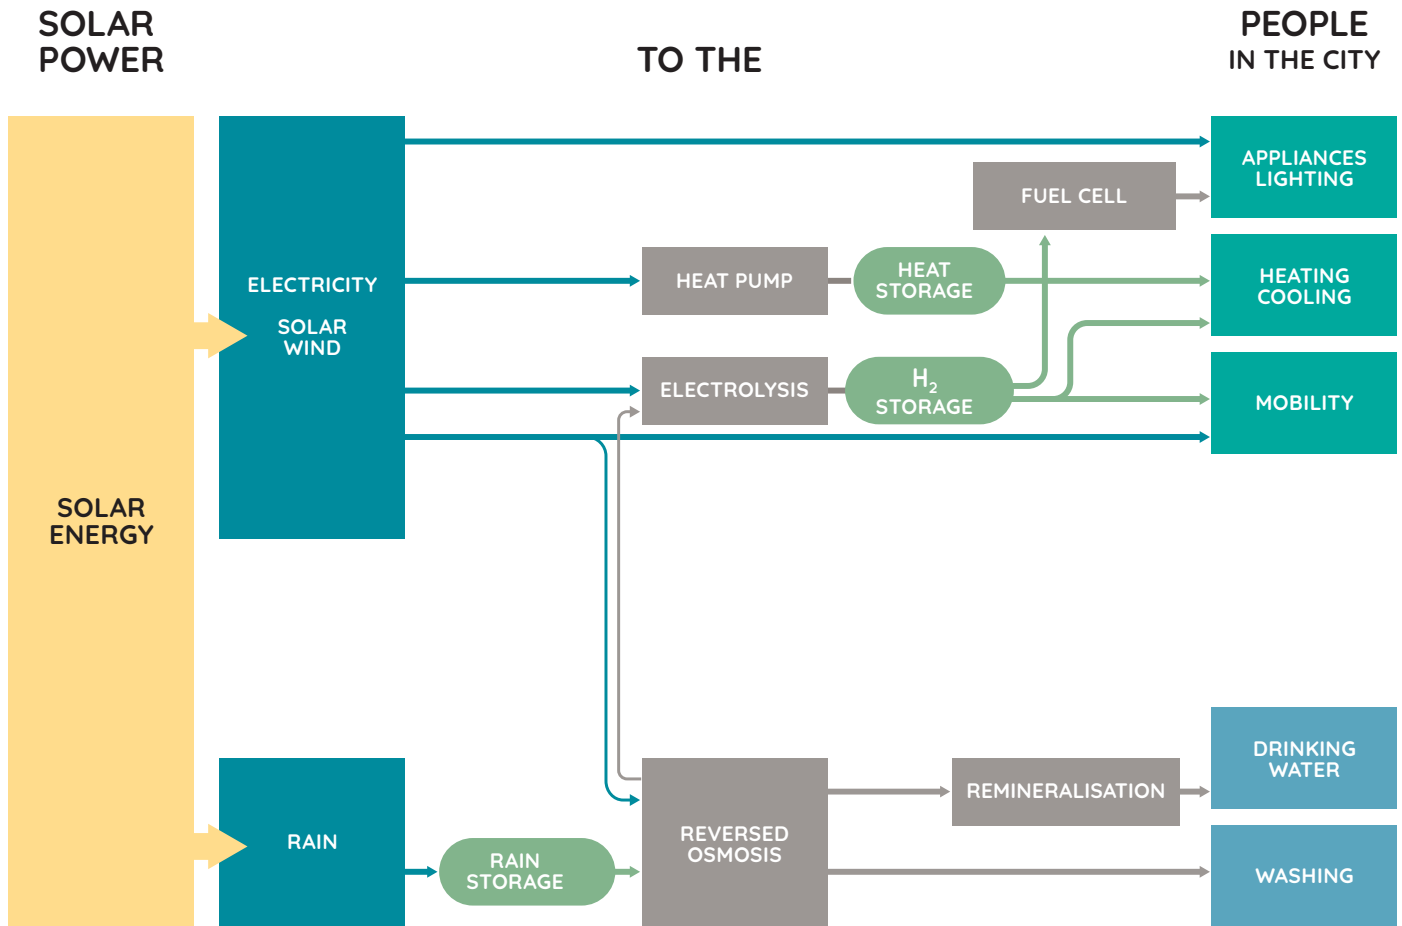 SOLAR
POWER
TO THE
PEOPLE
IN THE CITY
SOLAR
ENERGY
ELECTRICITY
SOLAR
WIND
RAIN
RAIN
STORAGE
HEAT PUMP
HEAT
STORAGE
ELECTROLYSIS
H₂
STORAGE
FUEL CELL
REVERSED
OSMOSIS
REMINERALISATION
APPLIANCES
LIGHTING
HEATING
COOLING
MOBILITY
DRINKING
WATER
WASHING